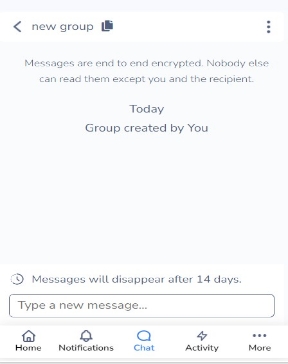 new group
Messages are end to end encrypted. Nobody else
can read them except you and the recipient.
Today
Group created by You
Messages will disappear after 14 days.
Type a new message...
Home Notifications Chat Activity More